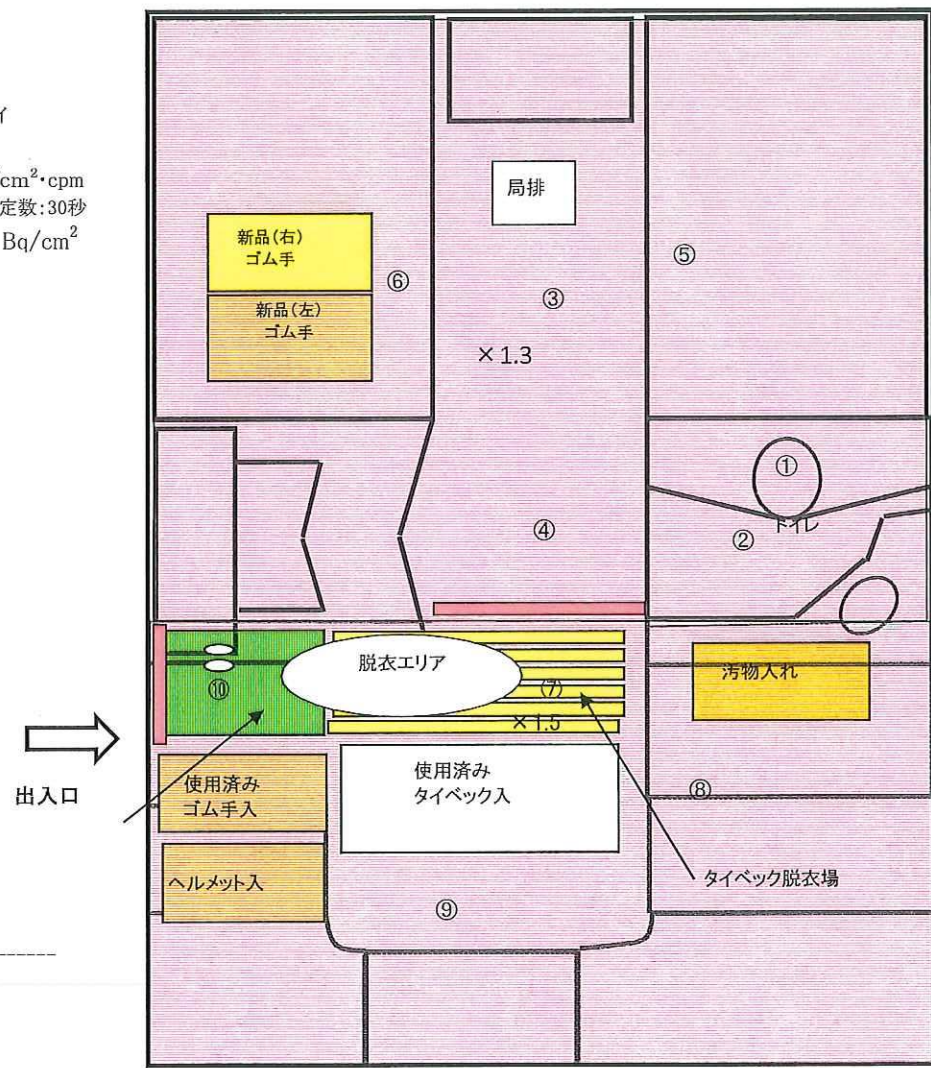 イ
cm²・cpm
定数:30秒
Bq/cm²
局排
新品(右)
ゴム手
⑥
⑤
③
新品(左)
ゴム手
×1.3
①
トイレ
②
④
脱衣エリア
⑦
⑩
×1.5
汚物入れ
出入口
使用済み
ゴム手入
使用済み
タイベック入
⑧
ヘルメット入
タイベック脱衣場
⑨